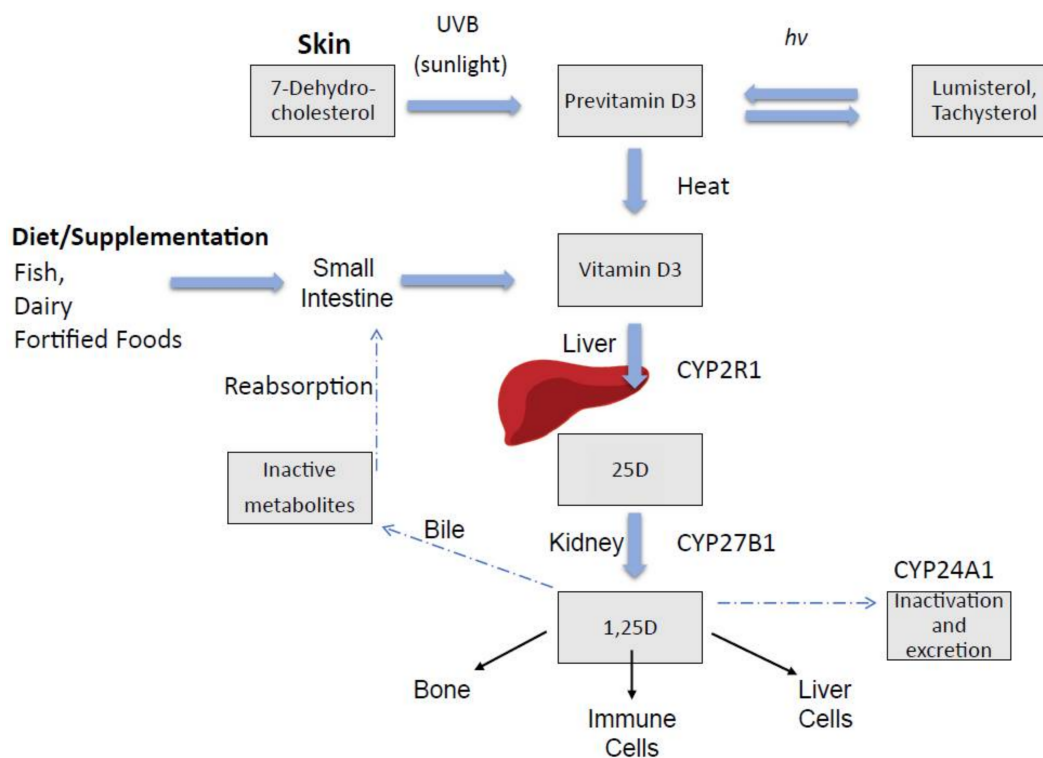 Skin
UVB
(sunlight)
hv
7-Dehydro-
cholesterol
Previtamin D3
Lumisterol,
Tachysterol
Heat
Diet/Supplementation
Fish,
Dairy
Fortified Foods
Small
Intestine
Vitamin D3
Liver
CYP2R1
Reabsorption
25D
Inactive
metabolites
Bile
Kidney
CYP27B1
CYP24A1
Inactivation
and
excretion
1,25D
Bone
Immune
Cells
Liver
Cells